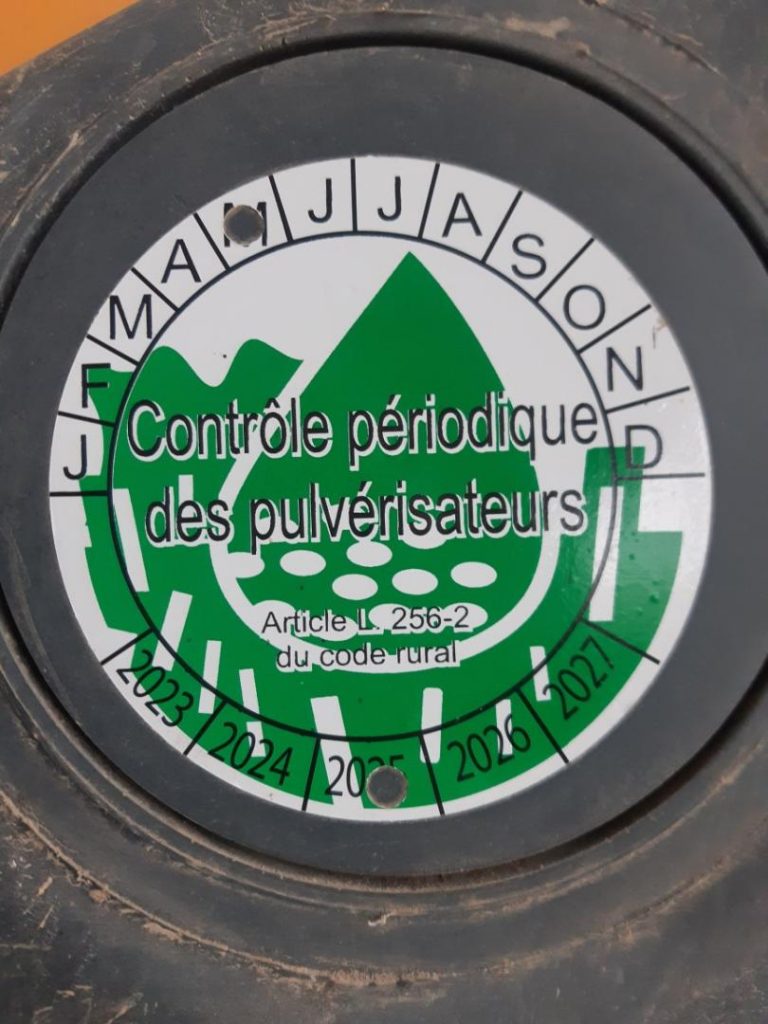 J F M A M J J A S O N D
Contrôle périodique
des pulvérisateurs
Article L. 256-2
du code rural
2023 2024 2025 2026 2027